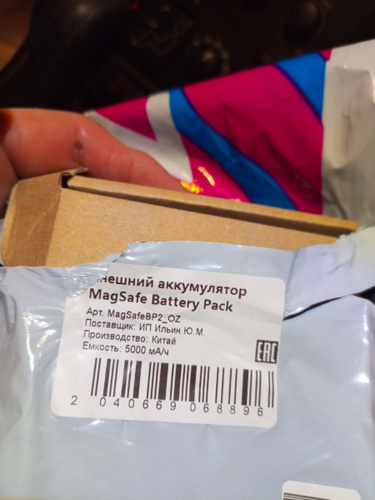 нешний аккумулятор
MagSafe Battery Pack
Арт. MagSafeBP2_OZ
Поставщик: ИП Ильин Ю.М.
Производство: Китай
Емкость: 5000 мА/ч
EAC
2 040669 068896